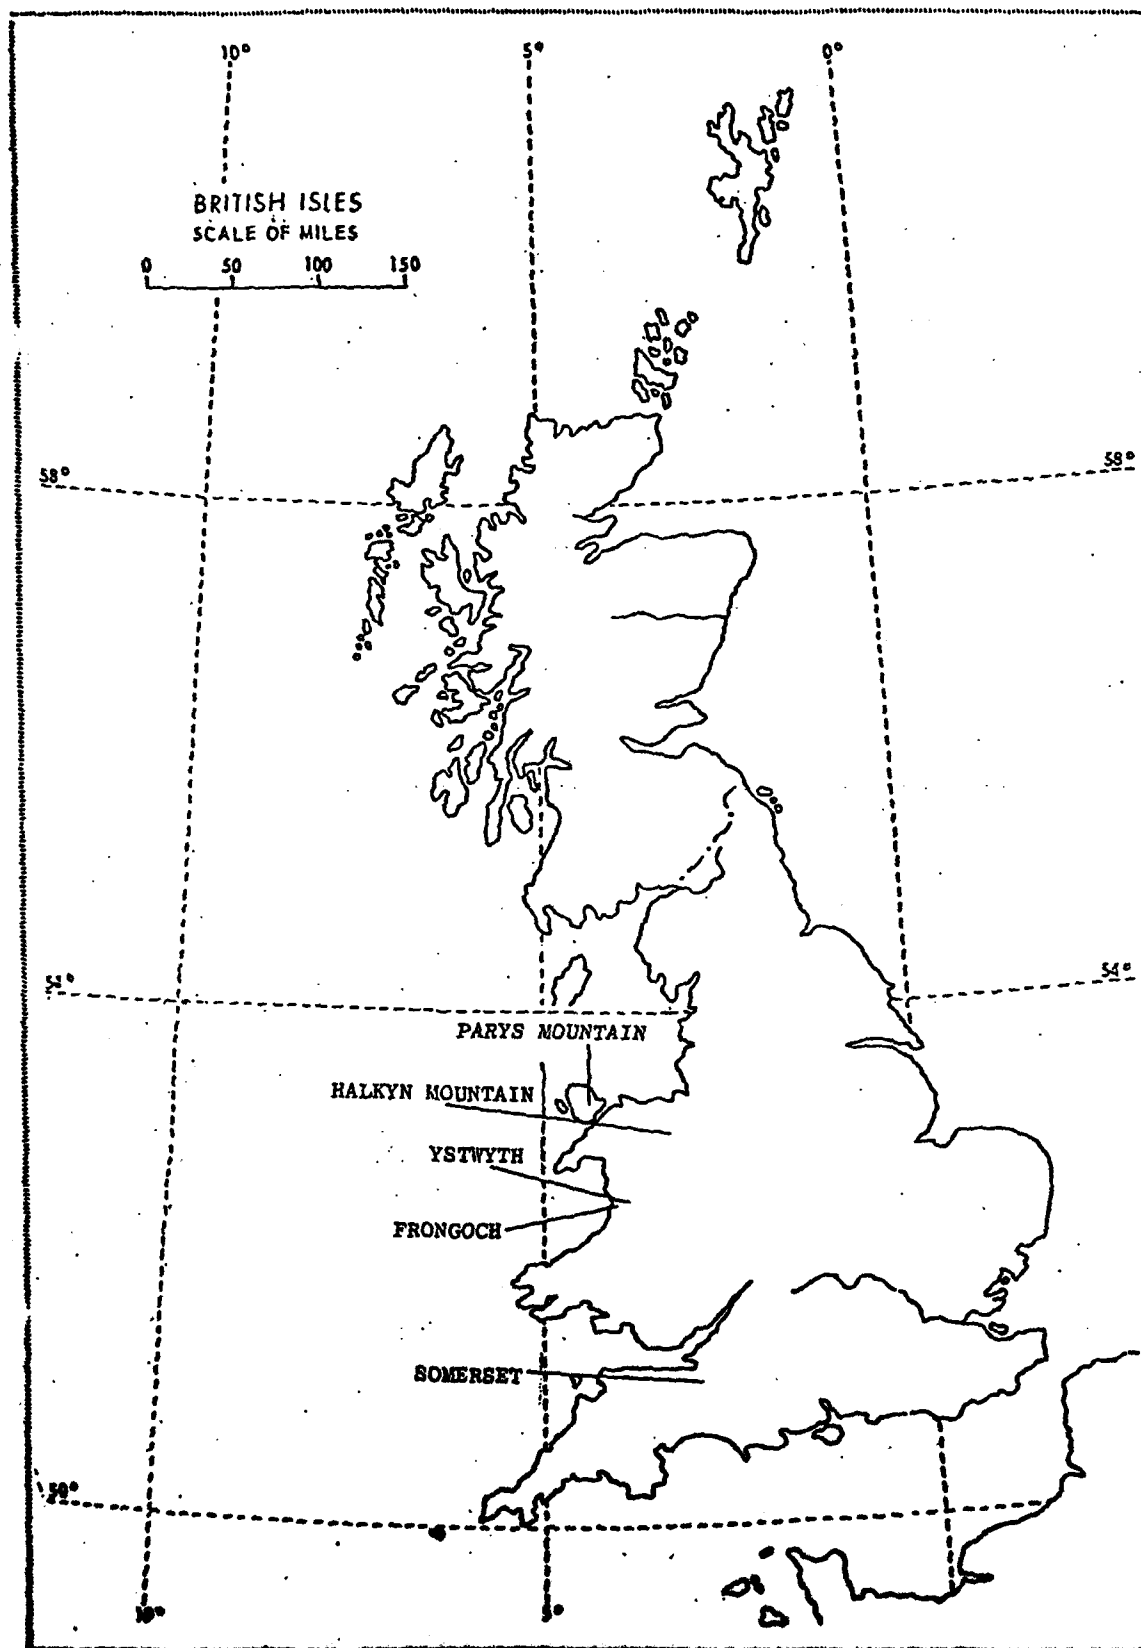 10° 5° 0°
BRITISH ISLES
SCALE OF MILES
0 50 100 150
58° 58°
54° 54°
PARYS MOUNTAIN
HALKYN MOUNTAIN
YSTWYTH
FRONGOCH
SOMERSET
50°
10° 5°